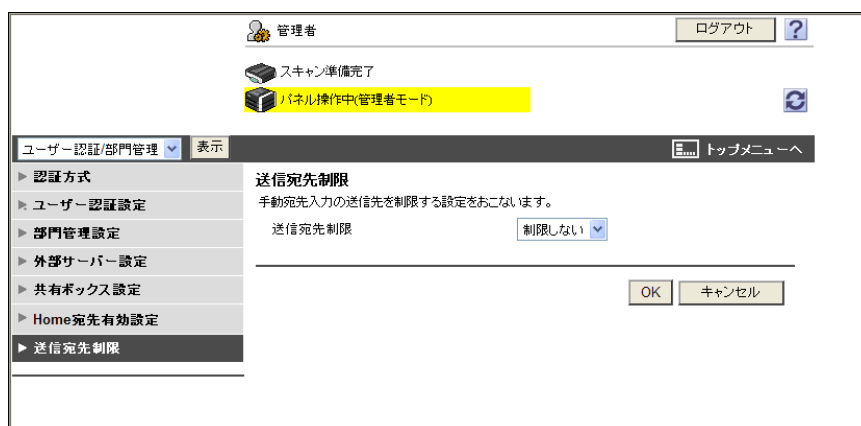 管理者
ログアウト
?
スキャン準備完了
パネル操作中(管理者モード)
ユーザー認証/部門管理
表示
トップメニューへ
認証方式
ユーザー認証設定
部門管理設定
外部サーバー設定
共有ボックス設定
Home宛先有効設定
送信宛先制限
送信宛先制限
手動宛先入力の送信先を制限する設定をおこないます。
送信宛先制限 制限しない
OK キャンセル